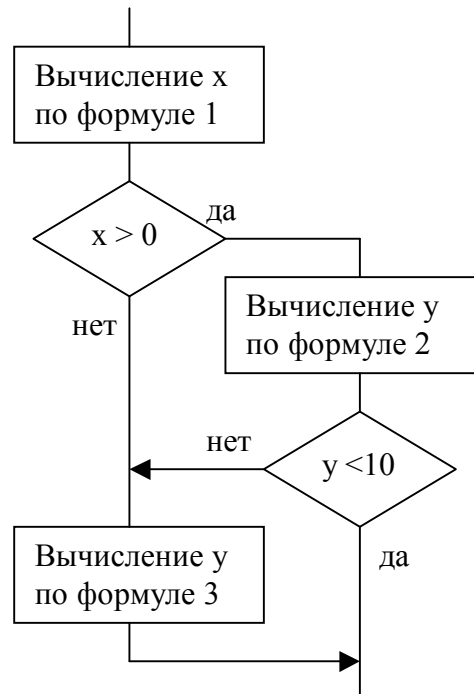 Вычисление x
по формуле 1
да
x > 0
нет
Вычисление y
по формуле 2
нет
y <10
да
Вычисление y
по формуле 3